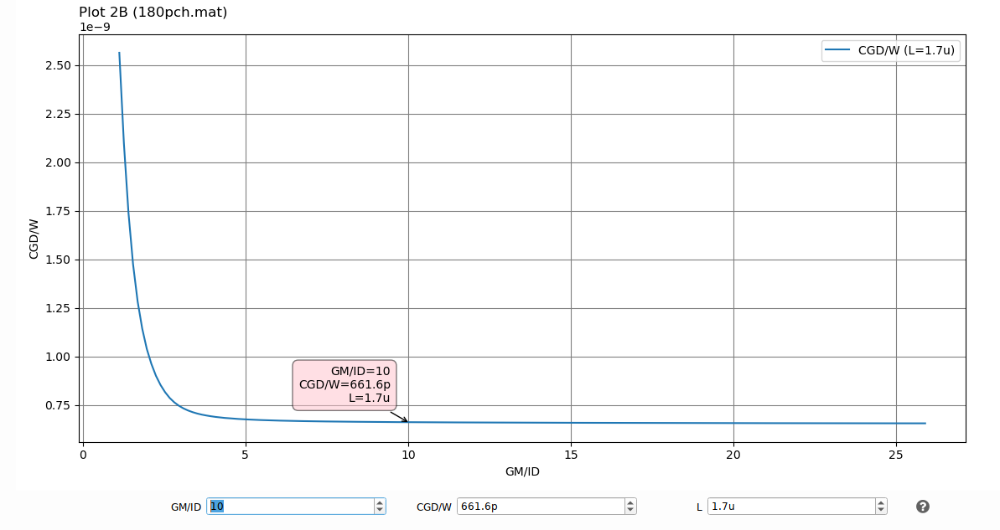 Plot 2B (180pch.mat)
1e−9
CGD/W (L=1.7u)
2.50
2.25
2.00
1.75
1.50
1.25
1.00
0.75
CGD/W
GM/ID=10
CGD/W=661.6p
L=1.7u
0 5 10 15 20 25
GM/ID
GM/ID 10 CGD/W 661.6p L 1.7u ?